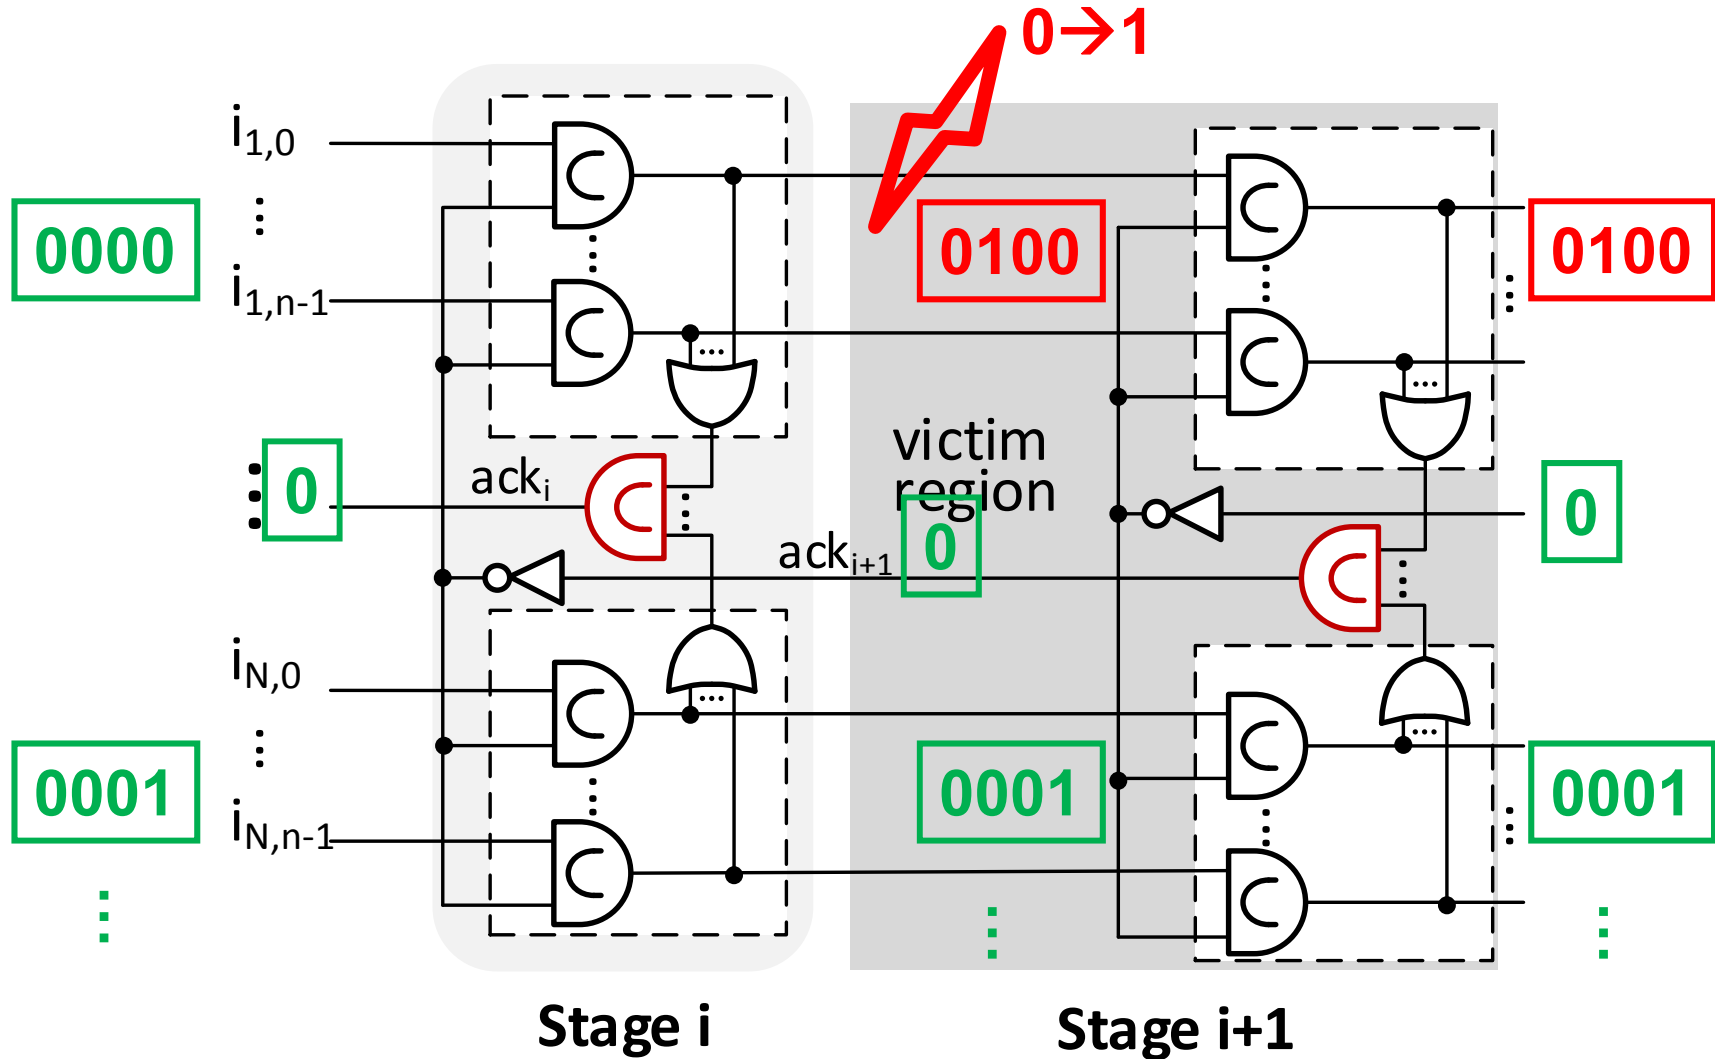 0→1
i1,0
0000
0100
0100
i1,n-1
victim
region
0
acki
0
0
acki+1
iN,0
0001
0001
0001
iN,n-1
Stage i
Stage i+1